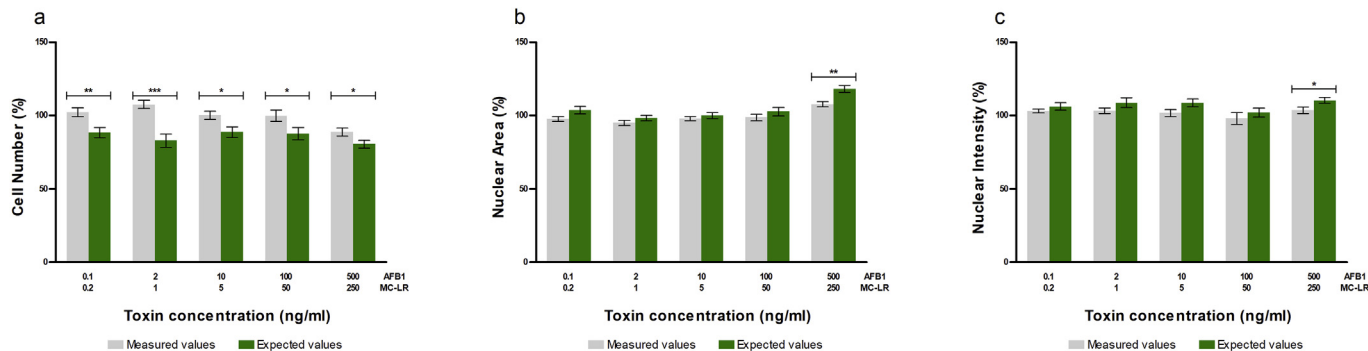 a
Cell Number (%)
150
100
50
0
** *** * * *
0.1 2 10 100 500 AFB1
0.2 1 5 50 250 MC-LR
Toxin concentration (ng/ml)
Measured values Expected values
b
Nuclear Area (%)
150
100
50
0
**
0.1 2 10 100 500 AFB1
0.2 1 5 50 250 MC-LR
Toxin concentration (ng/ml)
Measured values Expected values
c
Nuclear Intensity (%)
150
100
50
0
*
0.1 2 10 100 500 AFB1
0.2 1 5 50 250 MC-LR
Toxin concentration (ng/ml)
Measured values Expected values